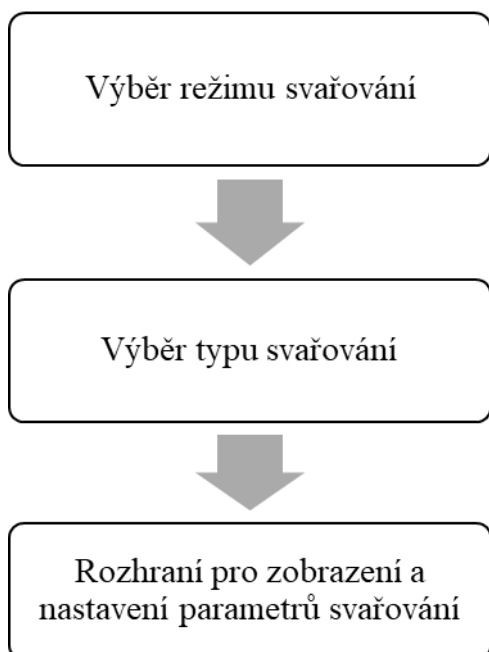 Výběr režimu svařování
Výběr typu svařování
Rozhraní pro zobrazení a
nastavení parametrů svařování